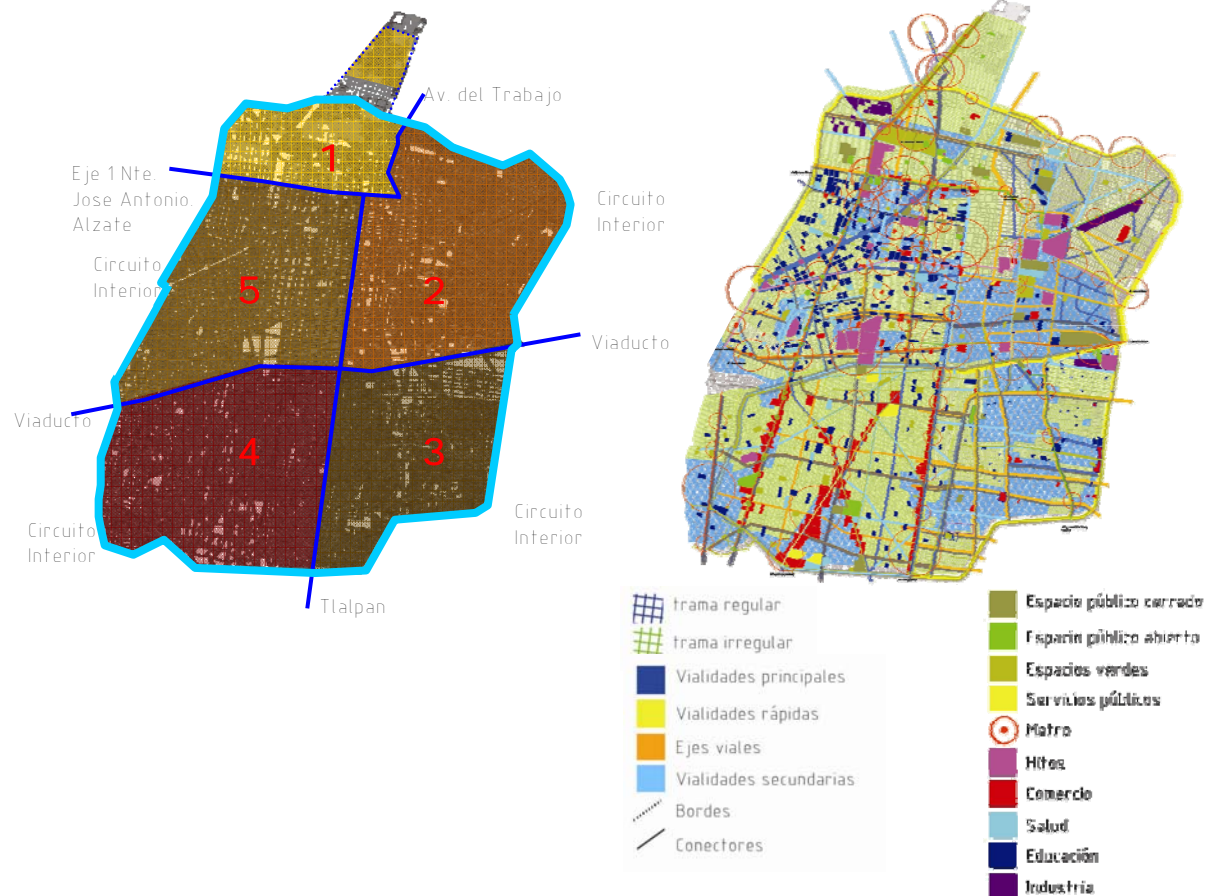 Av. del Trabajo
1
Eje 1 Nte.
Jose Antonio.
Alzate
Circuito
Interior
Circuito
Interior
5
2
Viaducto
Viaducto
4
3
Circuito
Interior
Circuito
Interior
Tlalpan
trama regular
trama irregular
Vialidades principales
Vialidades rápidas
Ejes viales
Vialidades secundarias
Bordes
Conectores
Espacio público cerrado
Espacio público abierto
Espacios verdes
Servicios públicos
Metro
Hitos
Comercio
Salud
Educación
Industria